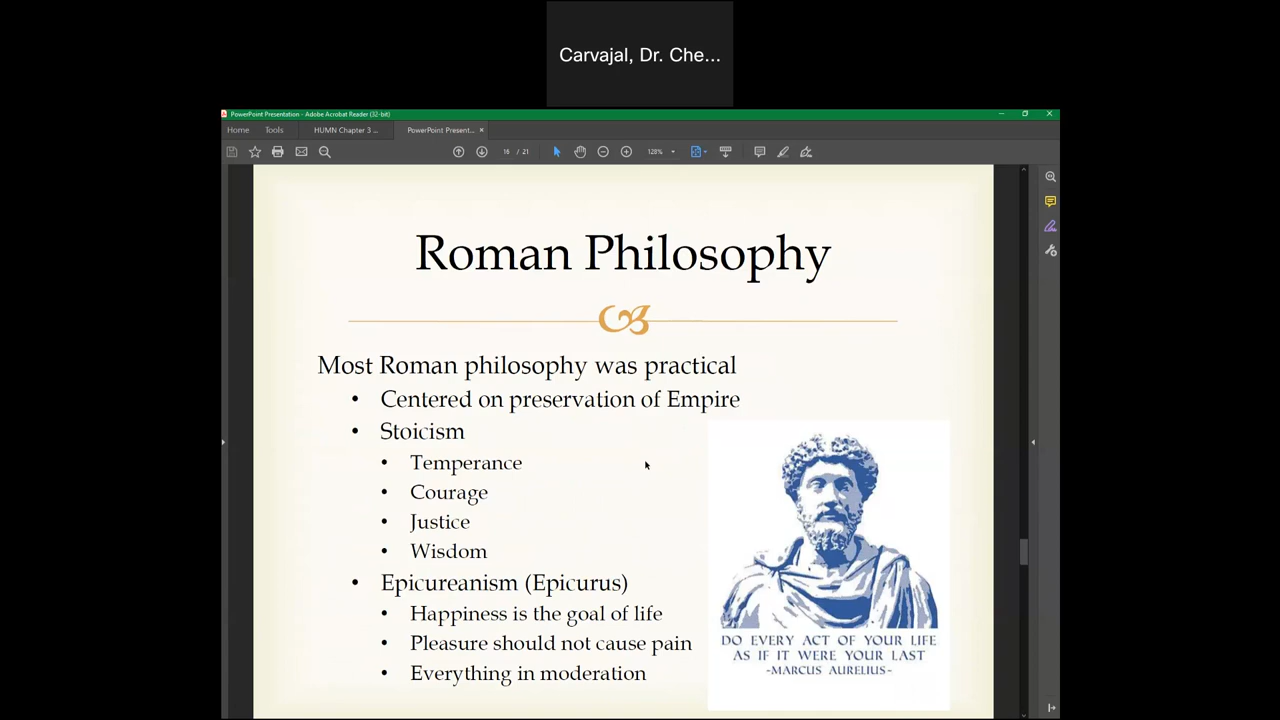 Carvajal, Dr. Che...
PowerPoint Presentation - Adobe Acrobat Reader (32-bit)
Home Tools HUMN Chapter 3 ... PowerPoint Present... ×
16 / 21 128%
Roman Philosophy
Most Roman philosophy was practical
• Centered on preservation of Empire
• Stoicism
• Temperance
• Courage
• Justice
• Wisdom
• Epicureanism (Epicurus)
• Happiness is the goal of life
• Pleasure should not cause pain
• Everything in moderation
DO EVERY ACT OF YOUR LIFE
AS IF IT WERE YOUR LAST
-MARCUS AURELIUS-